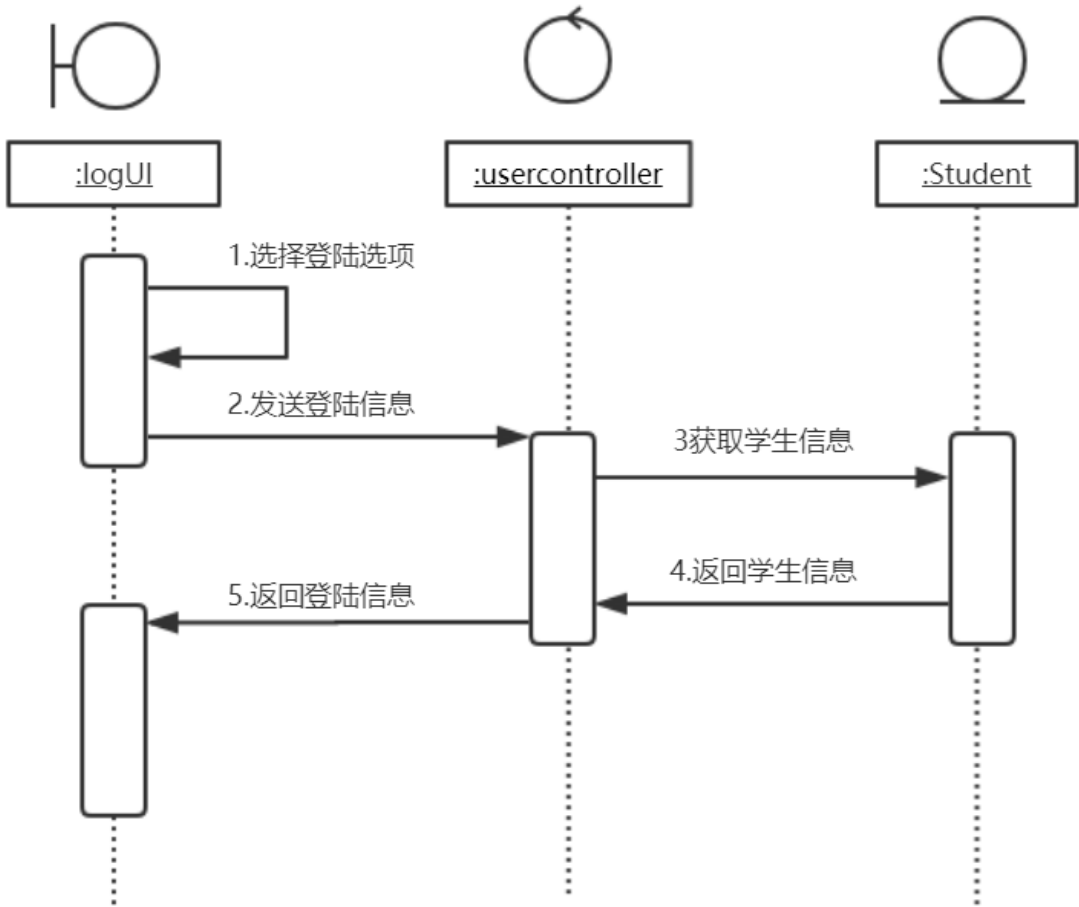 :logUI
:usercontroller
:Student
1.选择登陆选项
2.发送登陆信息
3获取学生信息
4.返回学生信息
5.返回登陆信息